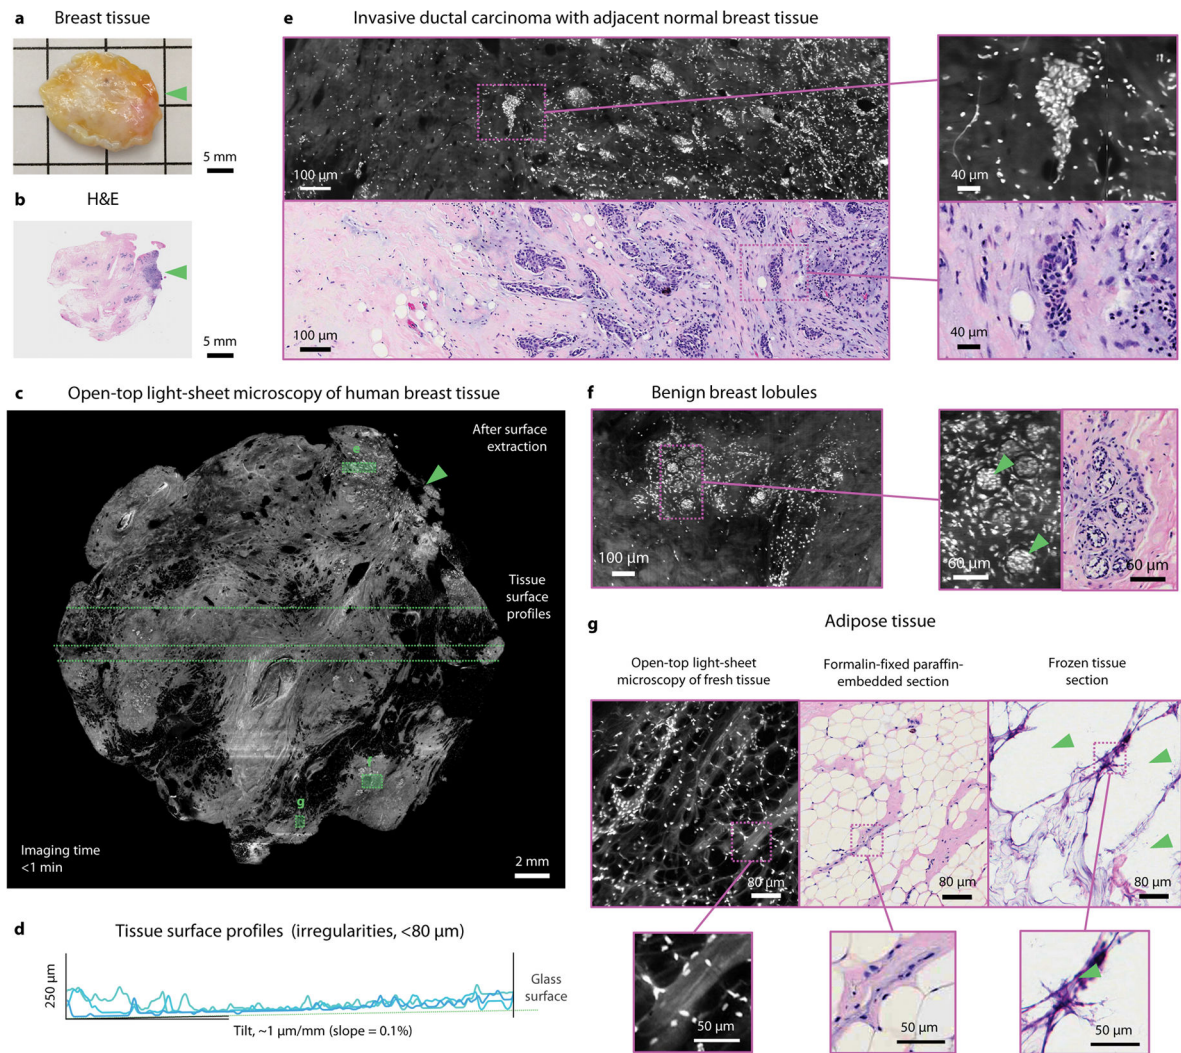 a
Breast tissue
5 mm
b
H&E
5 mm
e
Invasive ductal carcinoma with adjacent normal breast tissue
100 µm
40 µm
100 µm
40 µm
c
Open-top light-sheet microscopy of human breast tissue
After surface
extraction
e
Tissue
surface
profiles
f
g
Imaging time
<1 min
2 mm
d
Tissue surface profiles (irregularities, <80 µm)
250 µm
Glass
surface
Tilt, ~1 µm/mm (slope = 0.1%)
f
Benign breast lobules
100 µm
60 µm
60 µm
g
Adipose tissue
Open-top light-sheet
microscopy of fresh tissue
Formalin-fixed paraffin-
embedded section
Frozen tissue
section
80 µm
80 µm
80 µm
50 µm
50 µm
50 µm